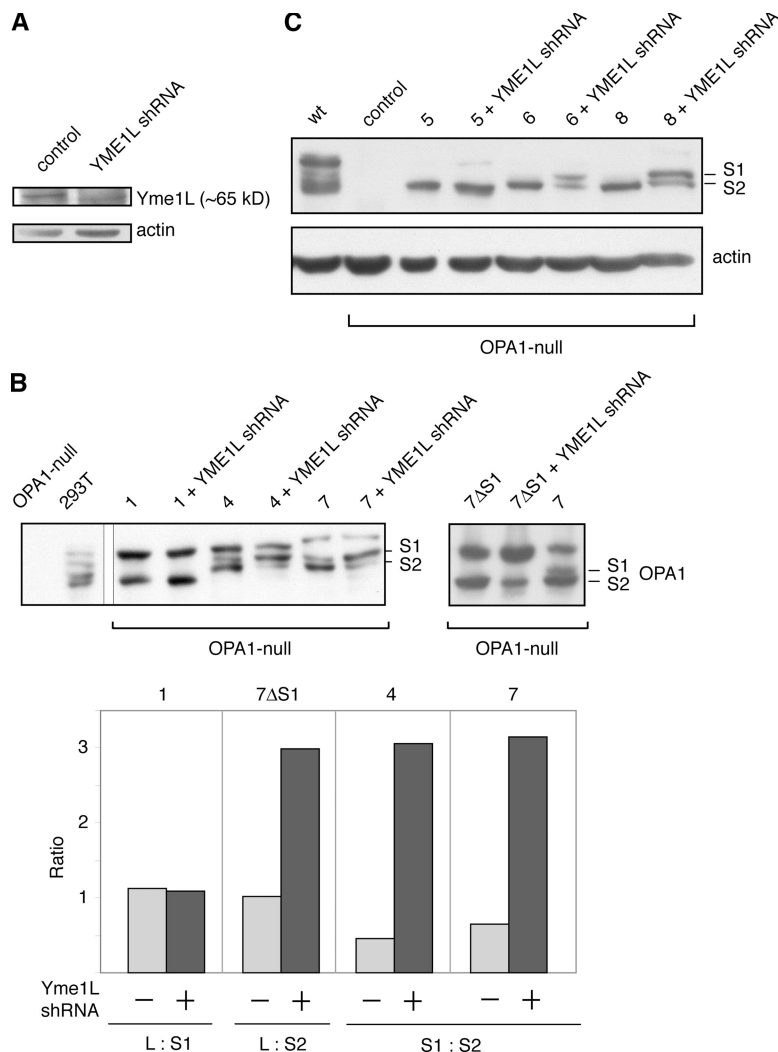 A
control
YME1L shRNA
Yme1L (~65 kD)
actin
C
wt
control
5
5 + YME1L shRNA
6
6 + YME1L shRNA
8
8 + YME1L shRNA
S1
S2
actin
OPA1-null
B
OPA1-null
293T
1
1 + YME1L shRNA
4
4 + YME1L shRNA
7
7 + YME1L shRNA
S1
S2
OPA1-null
7ΔS1
7ΔS1 + YME1L shRNA
7
S1
S2
OPA1
OPA1-null
1 7ΔS1 4 7
Ratio
3
2
1
Yme1L shRNA
− + − + − + − +
L : S1 L : S2 S1 : S2